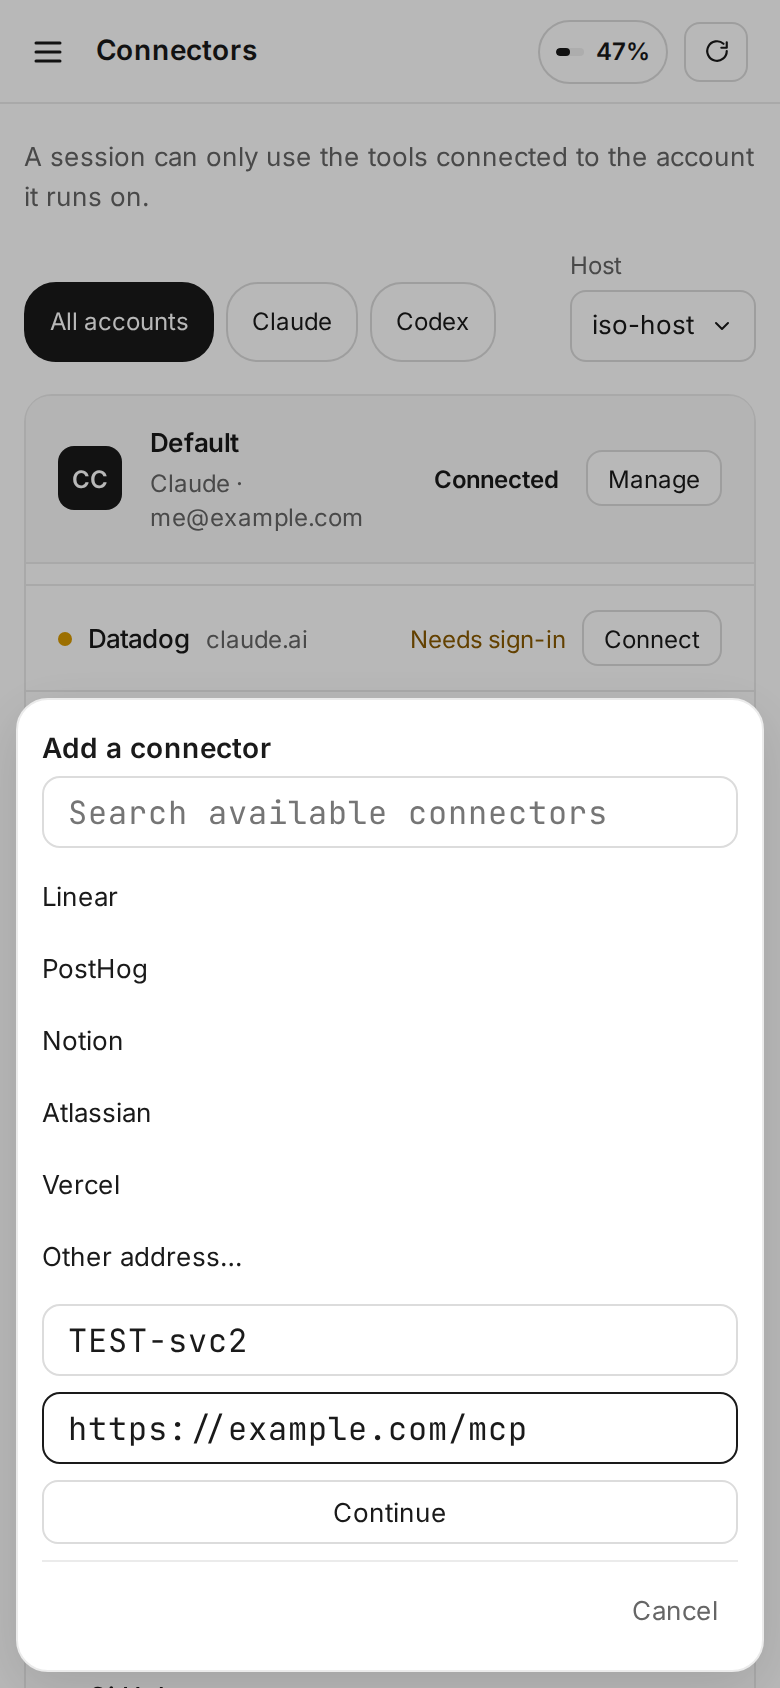 Connectors
47%
A session can only use the tools connected to the account
it runs on.
Host
All accounts
Claude
Codex
iso-host
CC
Default
Claude ·
me@example.com
Connected
Manage
Datadog claude.ai
Needs sign-in
Connect
Add a connector
Search available connectors
Linear
PostHog
Notion
Atlassian
Vercel
Other address...
TEST-svc2
https://example.com/mcp
Continue
Cancel